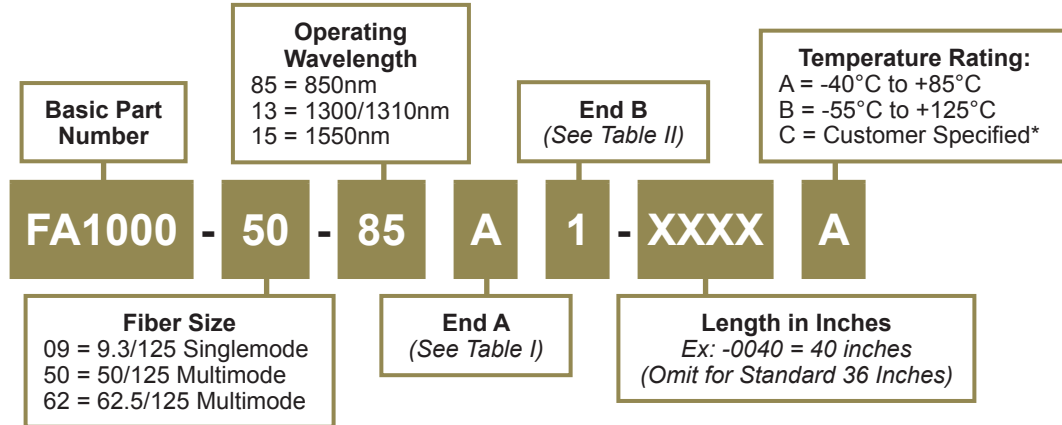 Operating
Wavelength
85 = 850nm
13 = 1300/1310nm
15 = 1550nm
Temperature Rating:
A = -40°C to +85°C
B = -55°C to +125°C
C = Customer Specified*
Basic Part
Number
End B
(See Table II)
FA1000 - 50 - 85 A 1 - XXXX A
Fiber Size
09 = 9.3/125 Singlemode
50 = 50/125 Multimode
62 = 62.5/125 Multimode
End A
(See Table I)
Length in Inches
Ex: -0040 = 40 inches
(Omit for Standard 36 Inches)